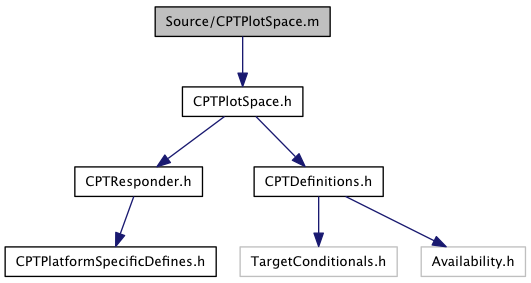 Source/CPTPlotSpace.m
CPTPlotSpace.h
CPTResponder.h
CPTDefinitions.h
CPTPlatformSpecificDefines.h
TargetConditionals.h
Availability.h